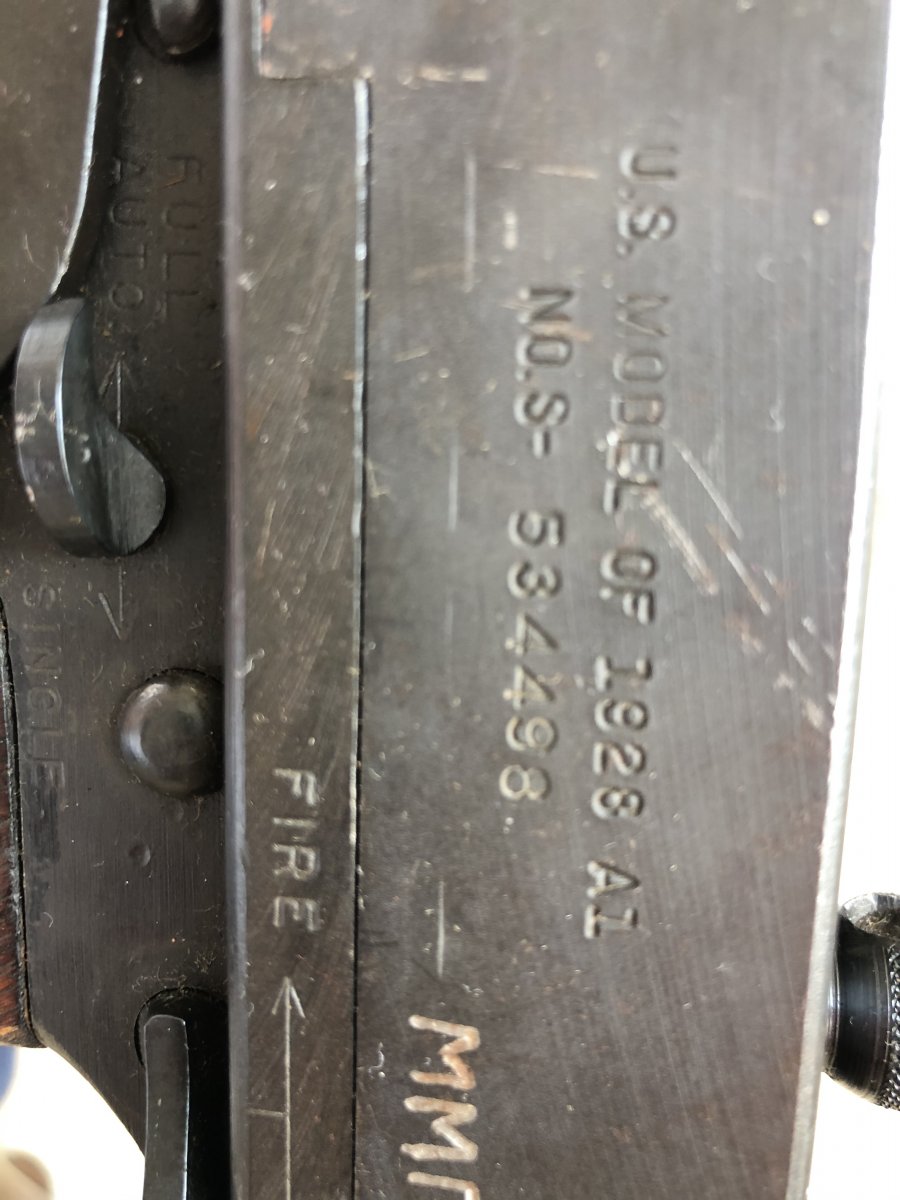 U.S. MODEL OF 1928 A1
NO.S- 534498
FIRE
FULL
AUTO
SINGLE